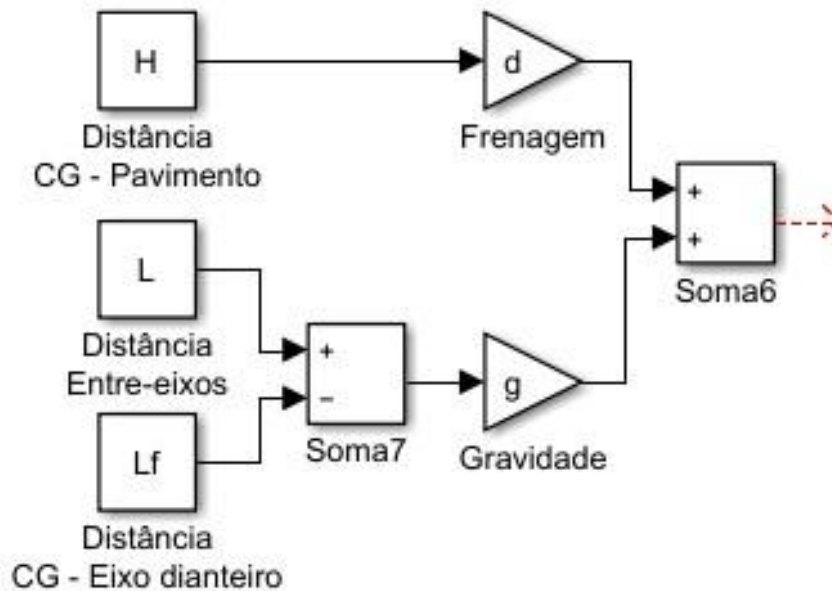 H
d
Distância
CG - Pavimento
Frenagem
+
+
L
Soma6
Distância
Entre-eixos
+
−
g
Soma7
Gravidade
Lf
Distância
CG - Eixo dianteiro